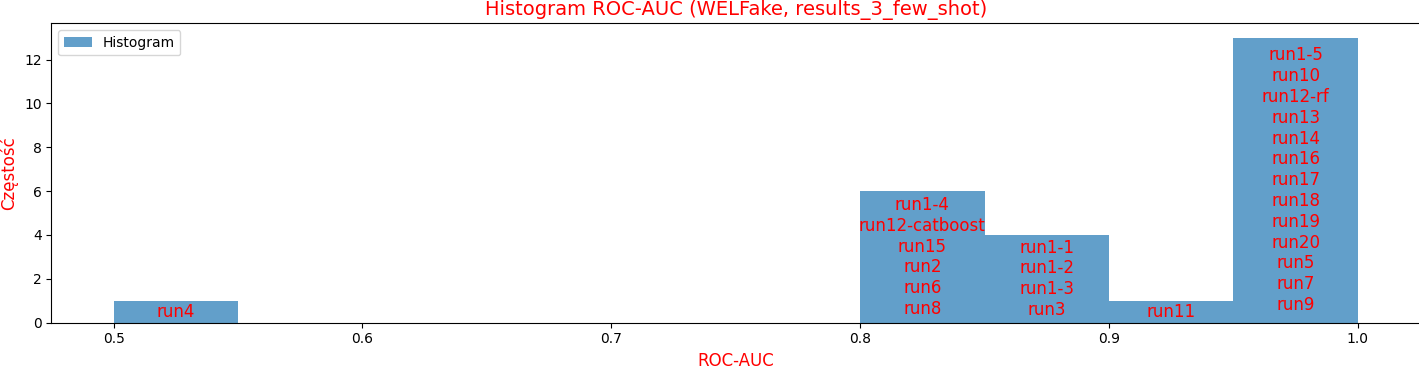 Histogram ROC-AUC (WELFake, results_3_few_shot)
Histogram
Częstość
12
10
8
6
4
2
0
run4
run1-4
run12-catboost
run15
run2
run6
run8
run1-1
run1-2
run1-3
run3
run11
run1-5
run10
run12-rf
run13
run14
run16
run17
run18
run19
run20
run5
run7
run9
0.5
0.6
0.7
0.8
0.9
1.0
ROC-AUC